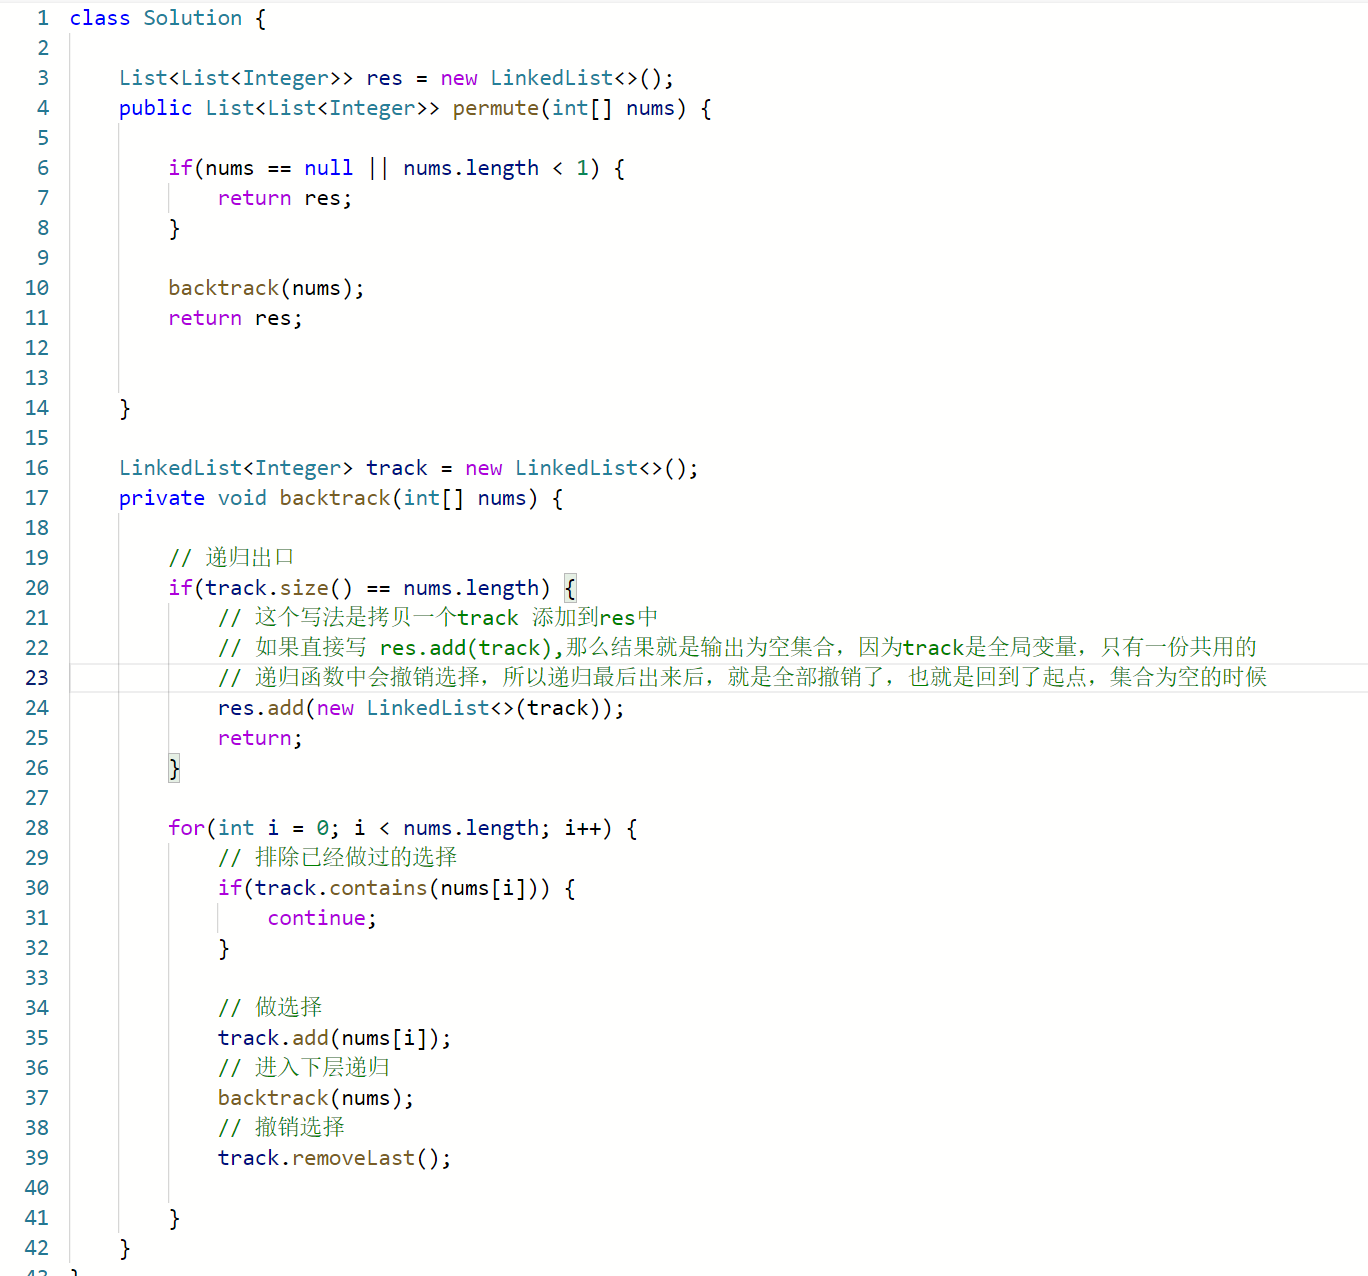 1 class Solution {
2
3 List<List<Integer>> res = new LinkedList<>();
4 public List<List<Integer>> permute(int[] nums) {
5
6 if(nums == null || nums.length < 1) {
7 return res;
8 }
9
10 backtrack(nums);
11 return res;
12
13
14 }
15
16 LinkedList<Integer> track = new LinkedList<>();
17 private void backtrack(int[] nums) {
18
19 // 递归出口
20 if(track.size() == nums.length) {
21 // 这个写法是拷贝一个track 添加到res中
22 // 如果直接写 res.add(track),那么结果就是输出为空集合，因为track是全局变量，只有一份共用的
23 // 递归函数中会撤销选择，所以递归最后出来后，就是全部撤销了，也就是回到了起点，集合为空的时候
24 res.add(new LinkedList<>(track));
25 return;
26 }
27
28 for(int i = 0; i < nums.length; i++) {
29 // 排除已经做过的选择
30 if(track.contains(nums[i])) {
31 continue;
32 }
33
34 // 做选择
35 track.add(nums[i]);
36 // 进入下层递归
37 backtrack(nums);
38 // 撤销选择
39 track.removeLast();
40
41 }
42 }